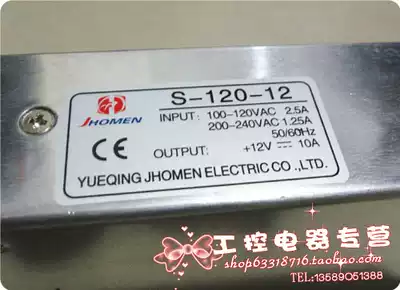 JHOMEN
S-120-12
INPUT: 100-120VAC 2.5A
200-240VAC 1.25A
50/60Hz
CE
OUTPUT: +12V ⎓ 10A
YUEQING JHOMEN ELECTRIC CO.,LTD.
工控电器专营
shop63318716.taobao.com
TEL:13589051388